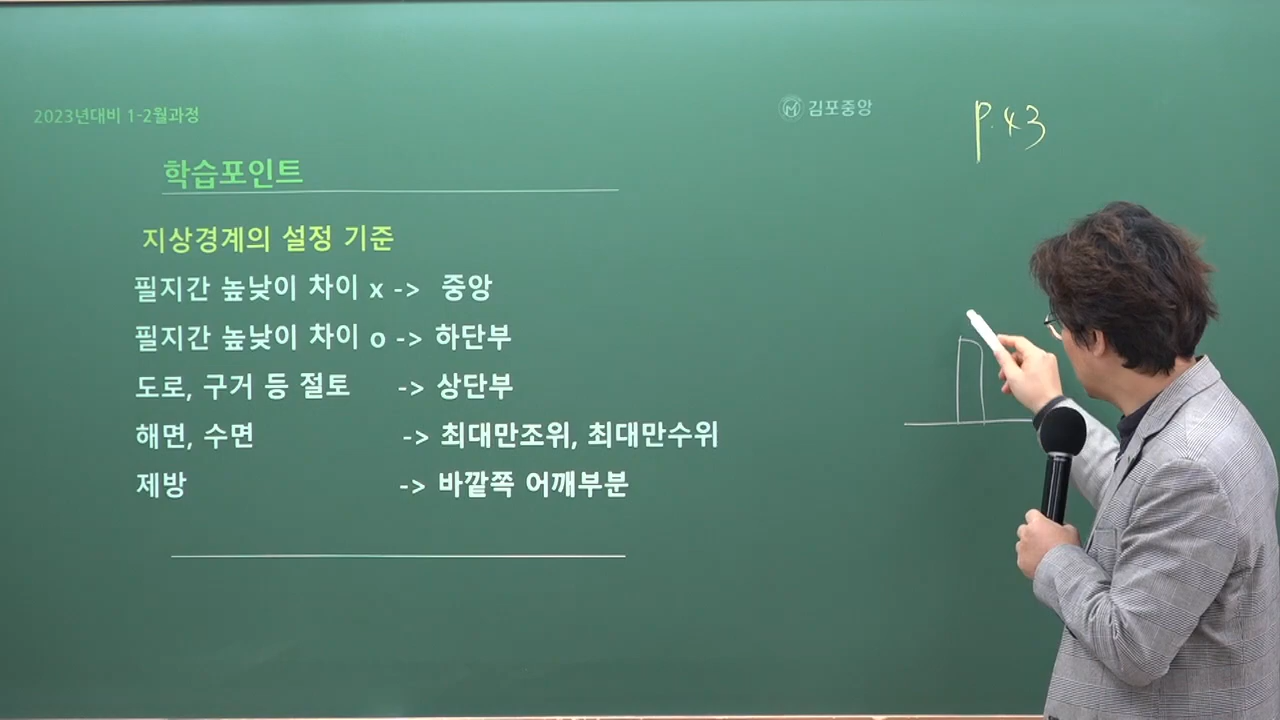 2023년대비 1-2월과정
김포중앙
p.43
학습포인트
지상경계의 설정 기준
필지간 높낮이 차이 x -> 중앙
필지간 높낮이 차이 o -> 하단부
도로, 구거 등 절토 -> 상단부
해면, 수면 -> 최대만조위, 최대만수위
제방 -> 바깥쪽 어깨부분